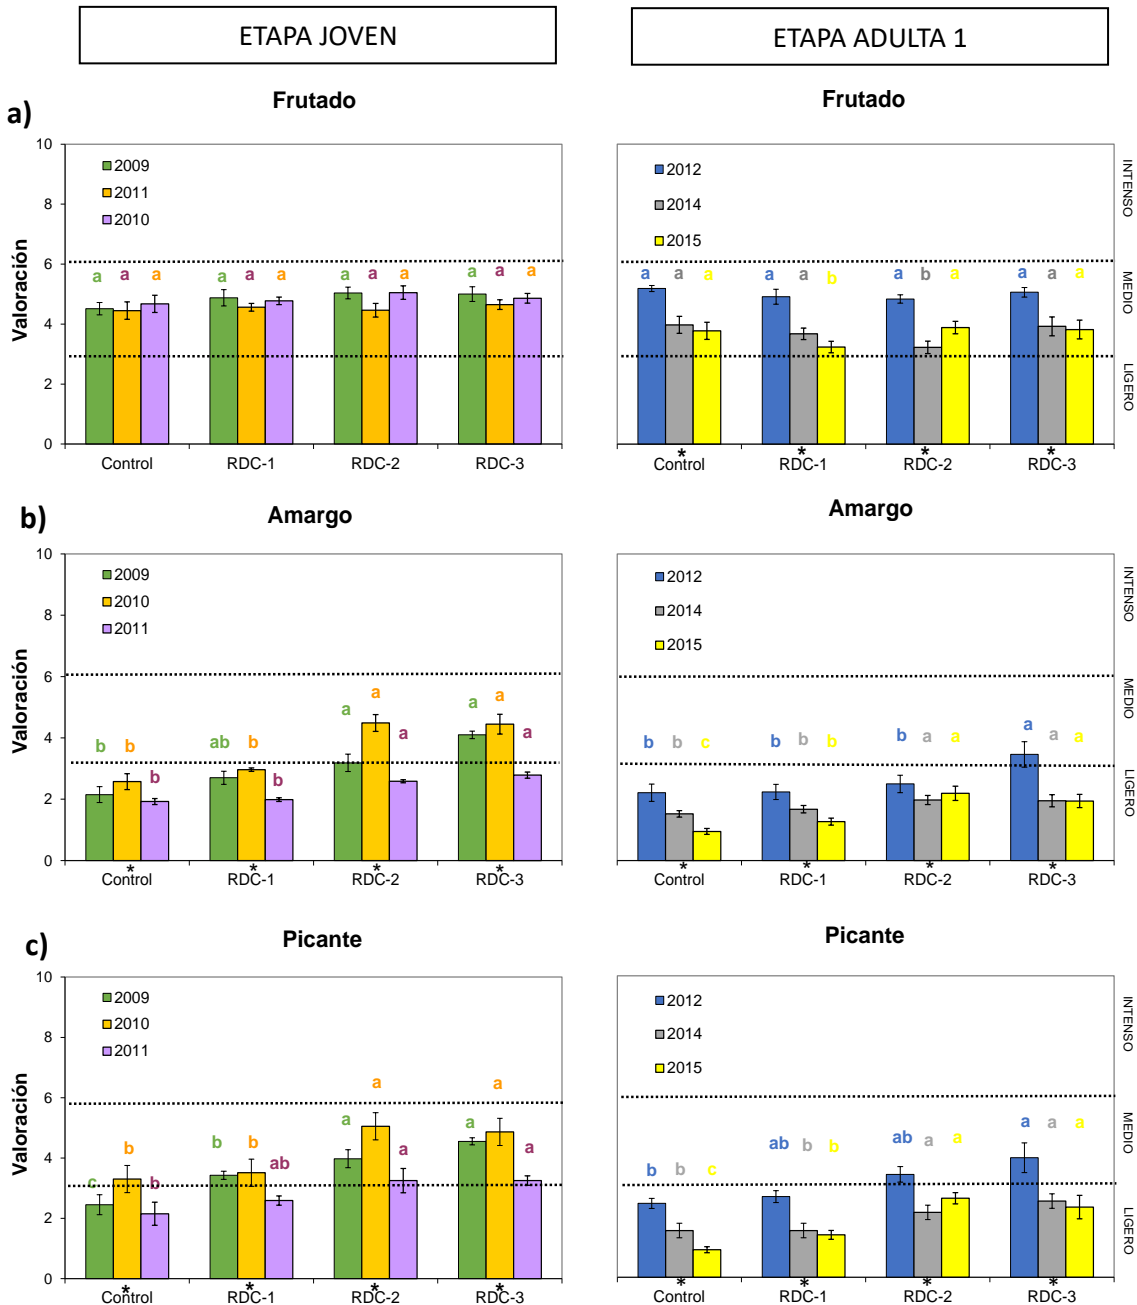 ETAPA JOVEN
ETAPA ADULTA 1
a)
Frutado
Valoración
10
8
6
4
2
0
2009
2011
2010
a a a a a a a a a a a a
Control RDC-1 RDC-2 RDC-3
Frutado
2012
2014
2015
a a a a a b a b a a a a
Control RDC-1 RDC-2 RDC-3
* * * *
INTENSO
MEDIO
LIGERO
b)
Amargo
Valoración
10
8
6
4
2
0
2009
2010
2011
b b b ab b b a a a a a a
Control RDC-1 RDC-2 RDC-3
* * * *
Amargo
2012
2014
2015
b b c b b b b a a a a a
Control RDC-1 RDC-2 RDC-3
* * * *
INTENSO
MEDIO
LIGERO
c)
Picante
Valoración
10
8
6
4
2
0
2009
2010
2011
c b b b b ab a a a a a a
Control RDC-1 RDC-2 RDC-3
* * * *
Picante
2012
2014
2015
b b c ab b b ab a a a a a
Control RDC-1 RDC-2 RDC-3
* * * *
INTENSO
MEDIO
LIGERO